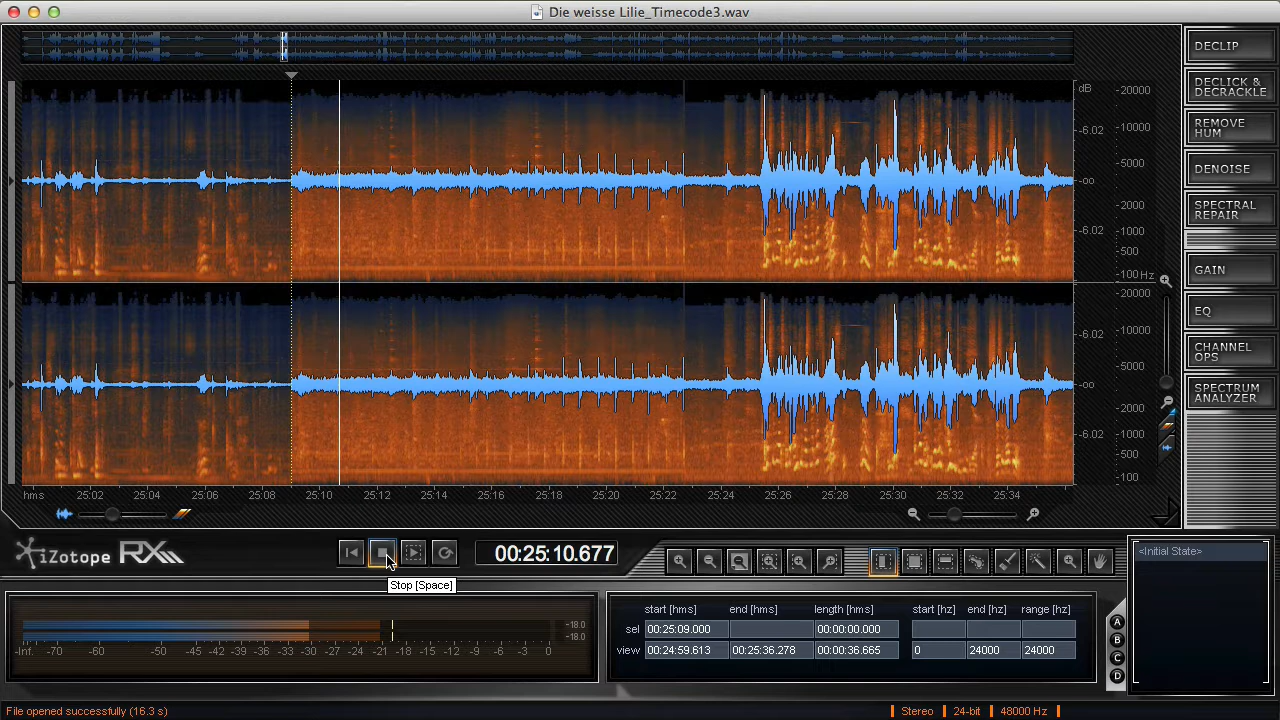 Die weisse Lilie_Timecode3.wav
DECLIP
DECLICK &
DECRACKLE
REMOVE
HUM
DENOISE
SPECTRAL
REPAIR
GAIN
EQ
CHANNEL
OPS
SPECTRUM
ANALYZER
dB
-6.02
-oo
-6.02
-20000
-10000
-5000
-2000
-1000
-500
-100 Hz
-6.02
-oo
-6.02
-20000
-10000
-5000
-2000
-1000
-500
-100
hms 25:02 25:04 25:06 25:08 25:10 25:12 25:14 25:16 25:18 25:20 25:22 25:24 25:26 25:28 25:30 25:32 25:34
iZotope RX
00:25:10.677
Stop [Space]
<Initial State>
-18.0
-18.0
-Inf. -70 -60 -50 -45 -42 -39 -36 -33 -30 -27 -24 -21 -18 -15 -12 -9 -6 -3 0
start [hms] end [hms] length [hms] start [hz] end [hz] range [hz]
sel 00:25:09.000 00:00:00.000
view 00:24:59.613 00:25:36.278 00:00:36.665 0 24000 24000
A
B
C
D
File opened successfully (16.3 s)
Stereo 24-bit 48000 Hz